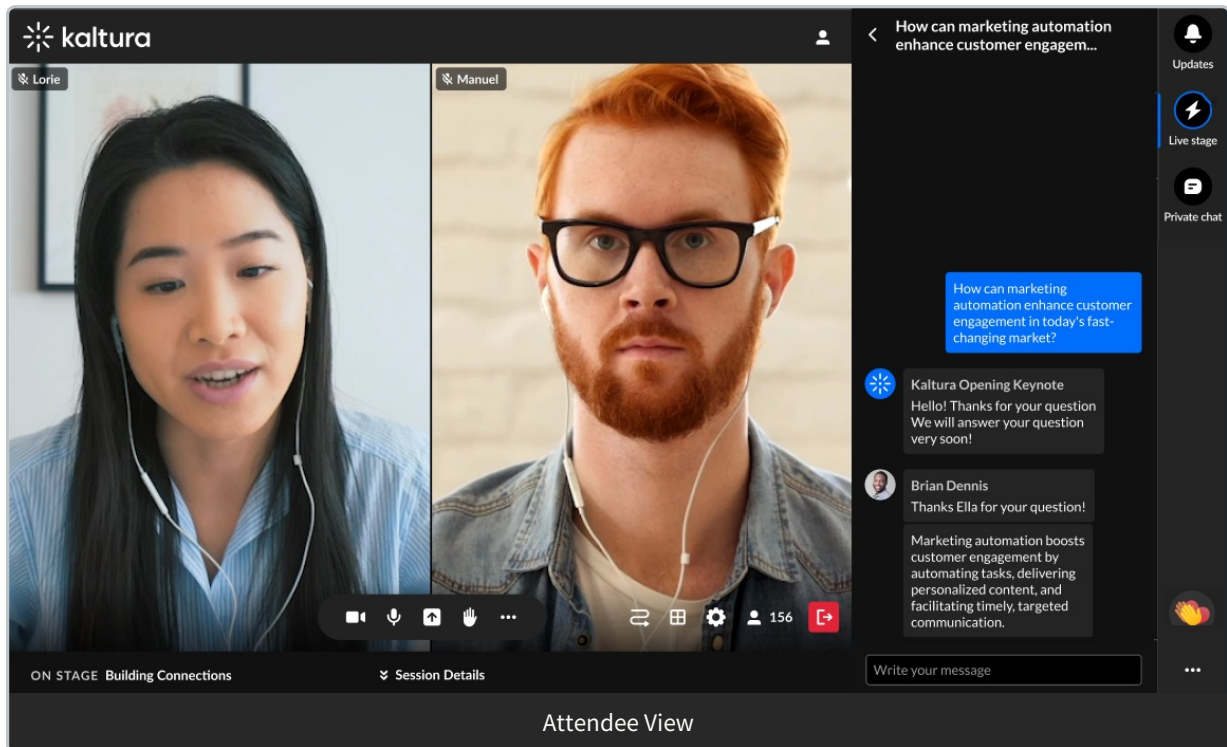 kaltura
Lorie
Manuel
156
ON STAGE Building Connections
Session Details
How can marketing automation
enhance customer engagem...
How can marketing
automation enhance customer
engagement in today's fast-
changing market?
Kaltura Opening Keynote
Hello! Thanks for your question
We will answer your question
very soon!
Brian Dennis
Thanks Ella for your question!
Marketing automation boosts
customer engagement by
automating tasks, delivering
personalized content, and
facilitating timely, targeted
communication.
Write your message
Updates
Live stage
Private chat
Attendee View